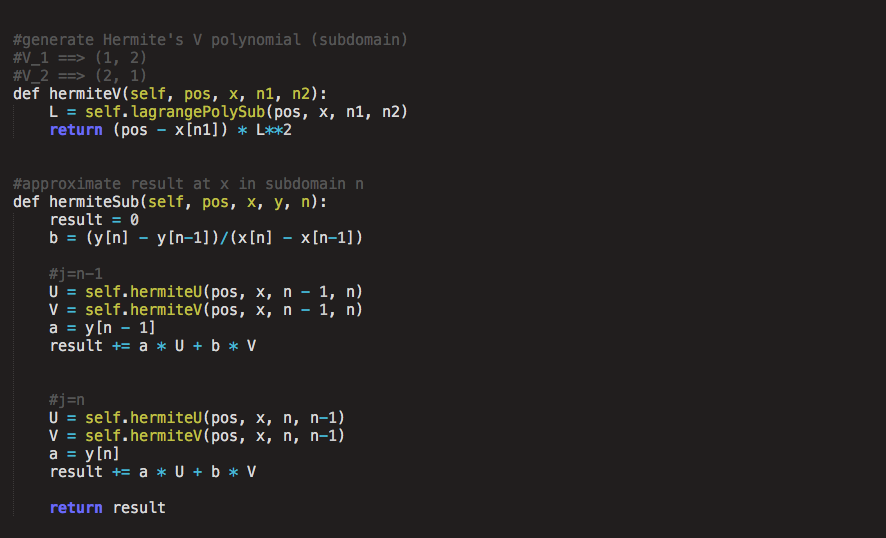 #generate Hermite's V polynomial (subdomain)
#V_1 ==> (1, 2)
#V_2 ==> (2, 1)
def hermiteV(self, pos, x, n1, n2):
    L = self.lagrangePolySub(pos, x, n1, n2)
    return (pos - x[n1]) * L**2
#approximate result at x in subdomain n
def hermiteSub(self, pos, x, y, n):
    result = 0
    b = (y[n] - y[n-1])/(x[n] - x[n-1])
    #j=n-1
    U = self.hermiteU(pos, x, n - 1, n)
    V = self.hermiteV(pos, x, n - 1, n)
    a = y[n - 1]
    result += a * U + b * V
    #j=n
    U = self.hermiteU(pos, x, n, n-1)
    V = self.hermiteV(pos, x, n, n-1)
    a = y[n]
    result += a * U + b * V
    return result